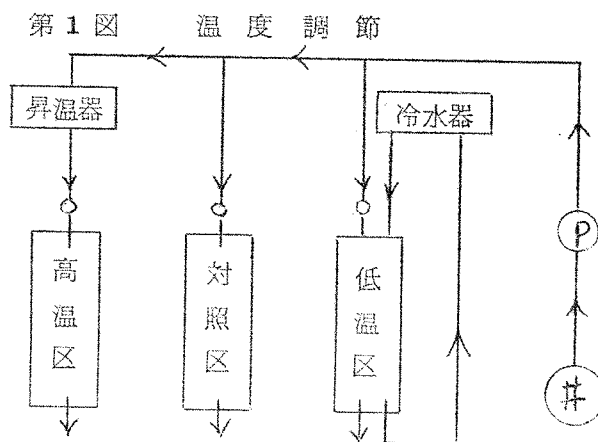 第1図 温度調節
昇温器
冷水器
高温区
対照区
低温区
P
井